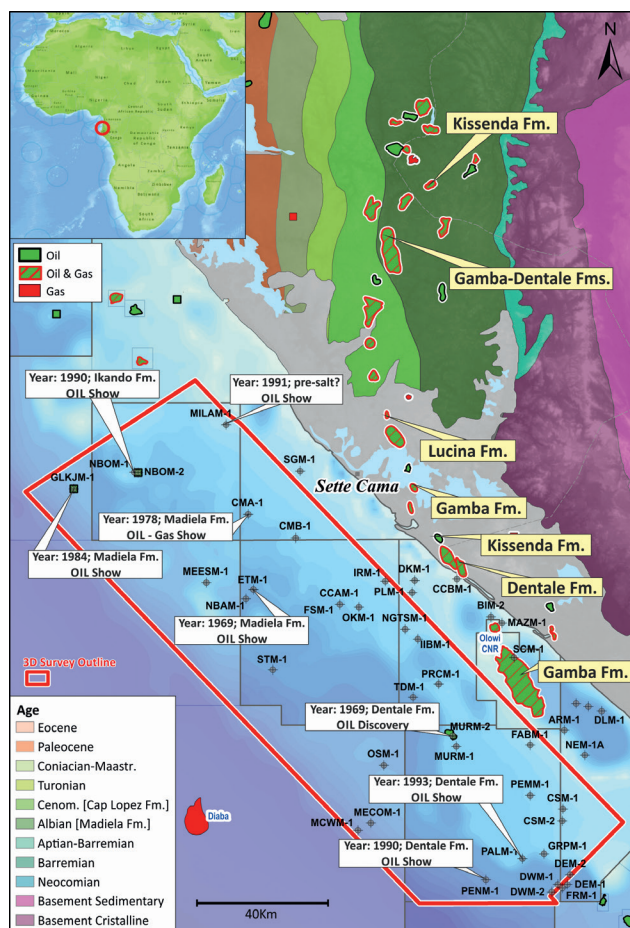 N
Kissenda Fm.
Oil
Oil & Gas
Gas
Gamba-Dentale Fms.
Year: 1990; Ikando Fm.
OIL Show
Year: 1991; pre-salt?
OIL Show
MILAM-1
Lucina Fm.
NBOM-1
NBOM-2
SGM-1
GLKJM-1
Sette Cama
Gamba Fm.
CMA-1
Year: 1978; Madiela Fm.
OIL - Gas Show
CMB-1
Kissenda Fm.
Year: 1984; Madiela Fm.
OIL Show
Dentale Fm.
MEESM-1
ETM-1
IRM-1
DKM-1
CCBM-1
NBAM-1
CCAM-1
PLM-1
FSM-1
OKM-1
BIM-2
MAZM-1
Year: 1969; Madiela Fm.
OIL Show
NGTSM-1
IIBM-1
Olowi
CNR
SCM-1
STM-1
Gamba Fm.
3D Survey Outline
PRCM-1
TDM-1
Year: 1969; Dentale Fm.
OIL Discovery
MURM-2
ARM-1
DLM-1
MURM-1
FABM-1
NEM-1A
OSM-1
Year: 1993; Dentale Fm.
OIL Show
PEMM-1
CSM-1
CSM-2
Diaba
MECOM-1
MCWM-1
Year: 1990; Dentale Fm.
OIL Show
PALM-1
GRPM-1
DEM-2
PENM-1
DWM-1
DEM-1
DWM-2
FRM-1
40Km
Age
Eocene
Paleocene
Coniacian-Maastr.
Turonian
Cenom. [Cap Lopez Fm.]
Albian [Madiela Fm.]
Aptian-Barremian
Barremian
Neocomian
Basement Sedimentary
Basement Cristalline